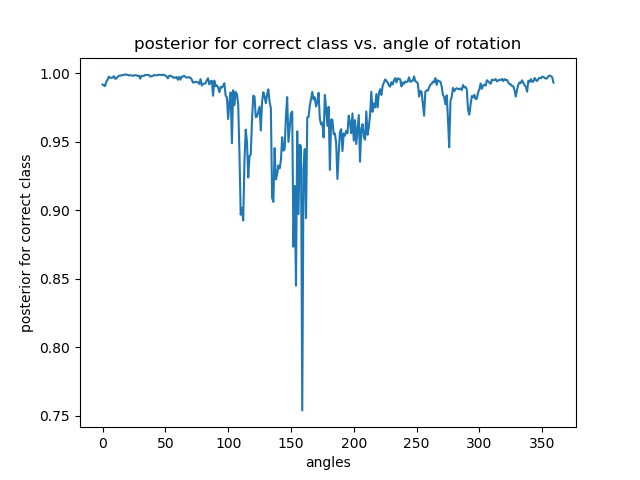 posterior for correct class vs. angle of rotation
posterior for correct class
1.00
0.95
0.90
0.85
0.80
0.75
0 50 100 150 200 250 300 350
angles